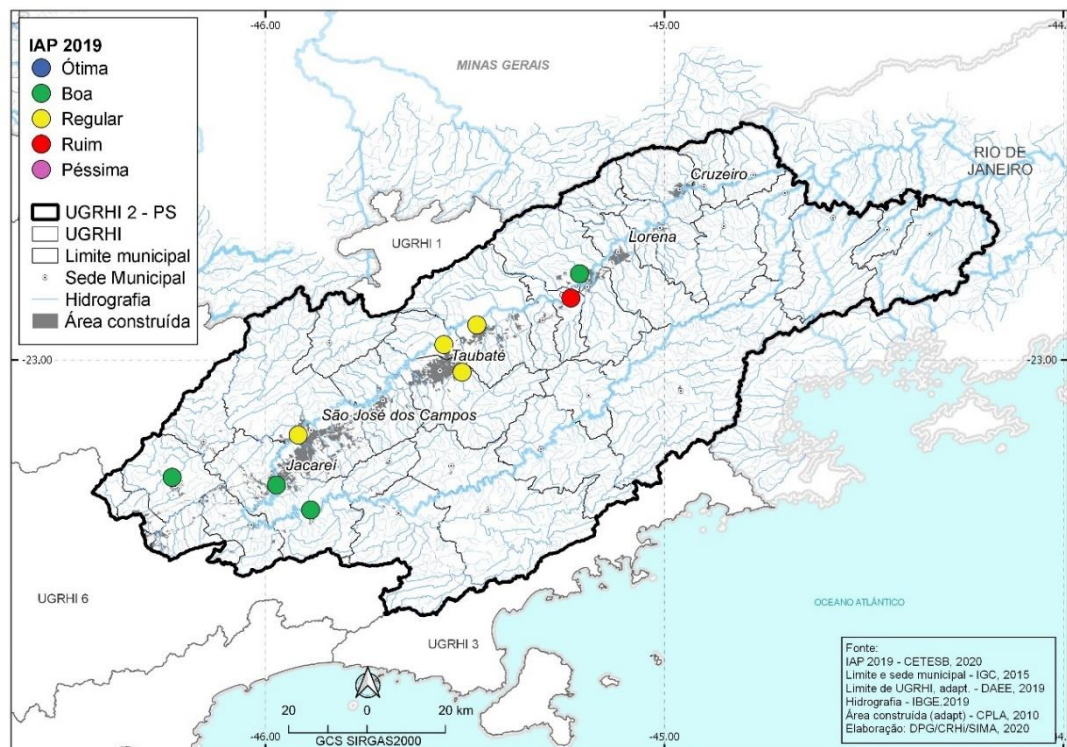 -46.00
-45.00
-44.
IAP 2019
Ótima
Boa
Regular
Ruim
Péssima
UGRHI 2 - PS
UGRHI
Limite municipal
Sede Municipal
Hidrografia
Área construída
MINAS GERAIS
RIO DE
JANEIRO
UGRHI 1
Cruzeiro
Lorena
-23.00
-23.00
Taubaté
São José dos Campos
Jacareí
UGRHI 6
UGRHI 3
OCEANO ATLÂNTICO
20 0 20 km
GCS SIRGAS2000
Fonte:
IAP 2019 - CETESB, 2020
Limite e sede municipal - IGC, 2015
Limite de UGRHI, adapt. - DAEE, 2019
Hidrografia - IBGE,2019
Área construída (adapt) - CPLA, 2010
Elaboração: DPG/CRHi/SIMA, 2020
-46.00
-45.00
-44.